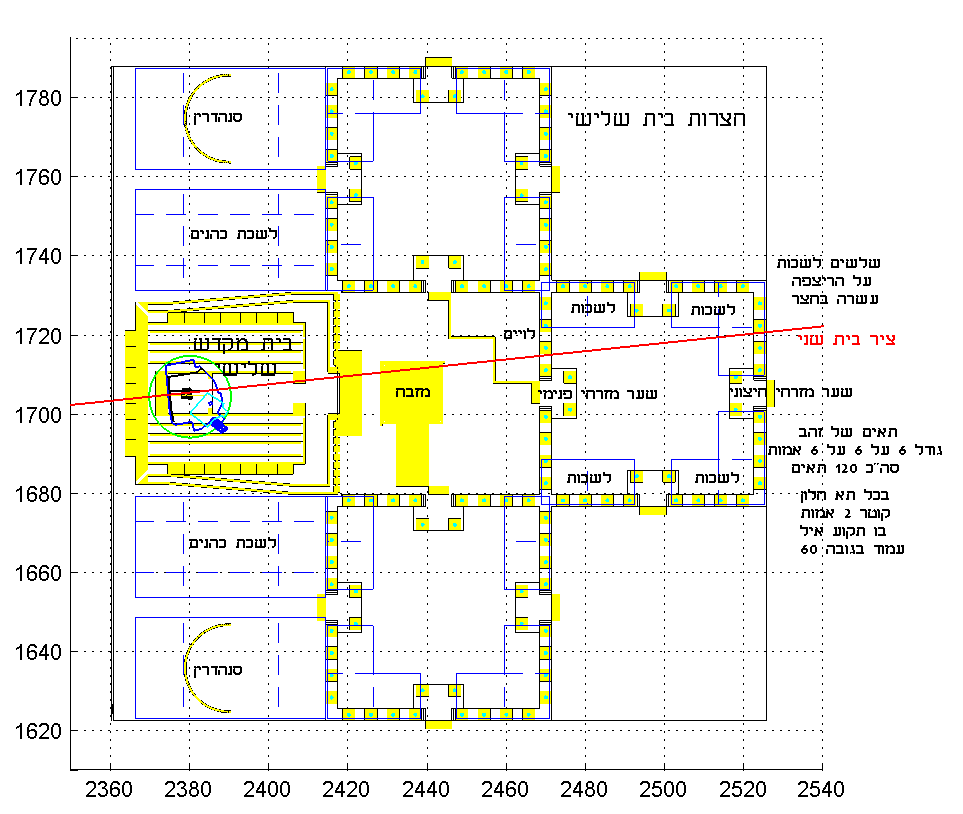 1780
1760
1740
1720
1700
1680
1660
1640
1620
2360 2380 2400 2420 2440 2460 2480 2500 2520 2540
חצרות בית שלישי
סנהדרין
לשכת כהנים
בית מקדש
שלישי
מזבח
לויים
לשכות
לשכות
שער מזרחי פנימי
שער מזרחי חיצוני
לשכות
לשכות
לשכת כהנים
סנהדרין
שלשים לשכות
על הריצפה
עשרה בחצר
ציר בית שני
תאים של זהב
גודל 6 על 6 על 6 אמות
סה"כ 120 תאים
בכל תא חלון
קוטר 2 אמות
בו תקוע איל
עמוד בגובה 60